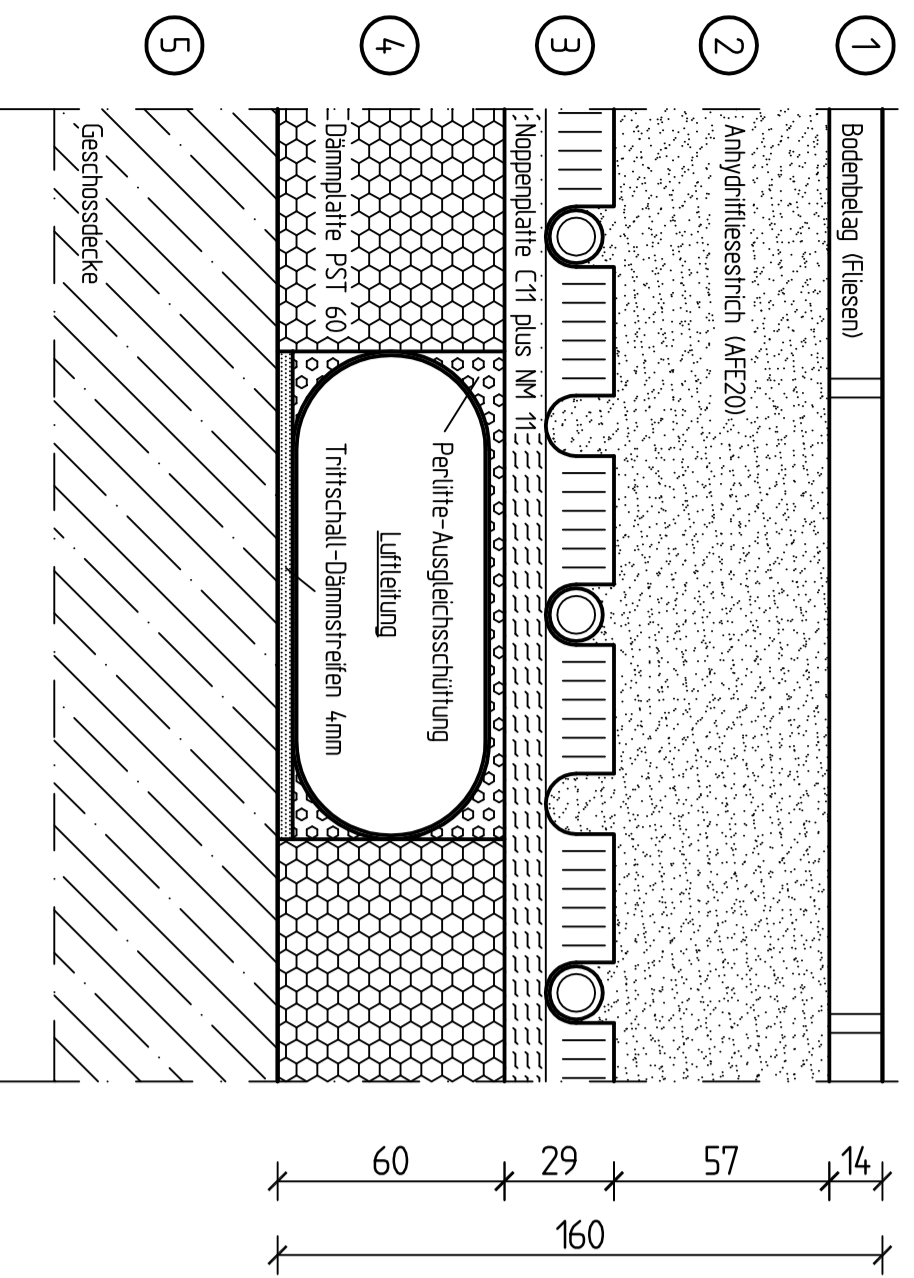 1
Bodenbelag (Fliesen)
14
2
Anhydritfliesestrich (AFE20)
57
3
Noppenplatte C11 plus NM 11
29
4
Dämmplatte PST 60
Perlitte-Ausgleichsschüttung
Luftleitung
Trittschall-Dämmstreifen 4mm
60
5
Geschossdecke
160